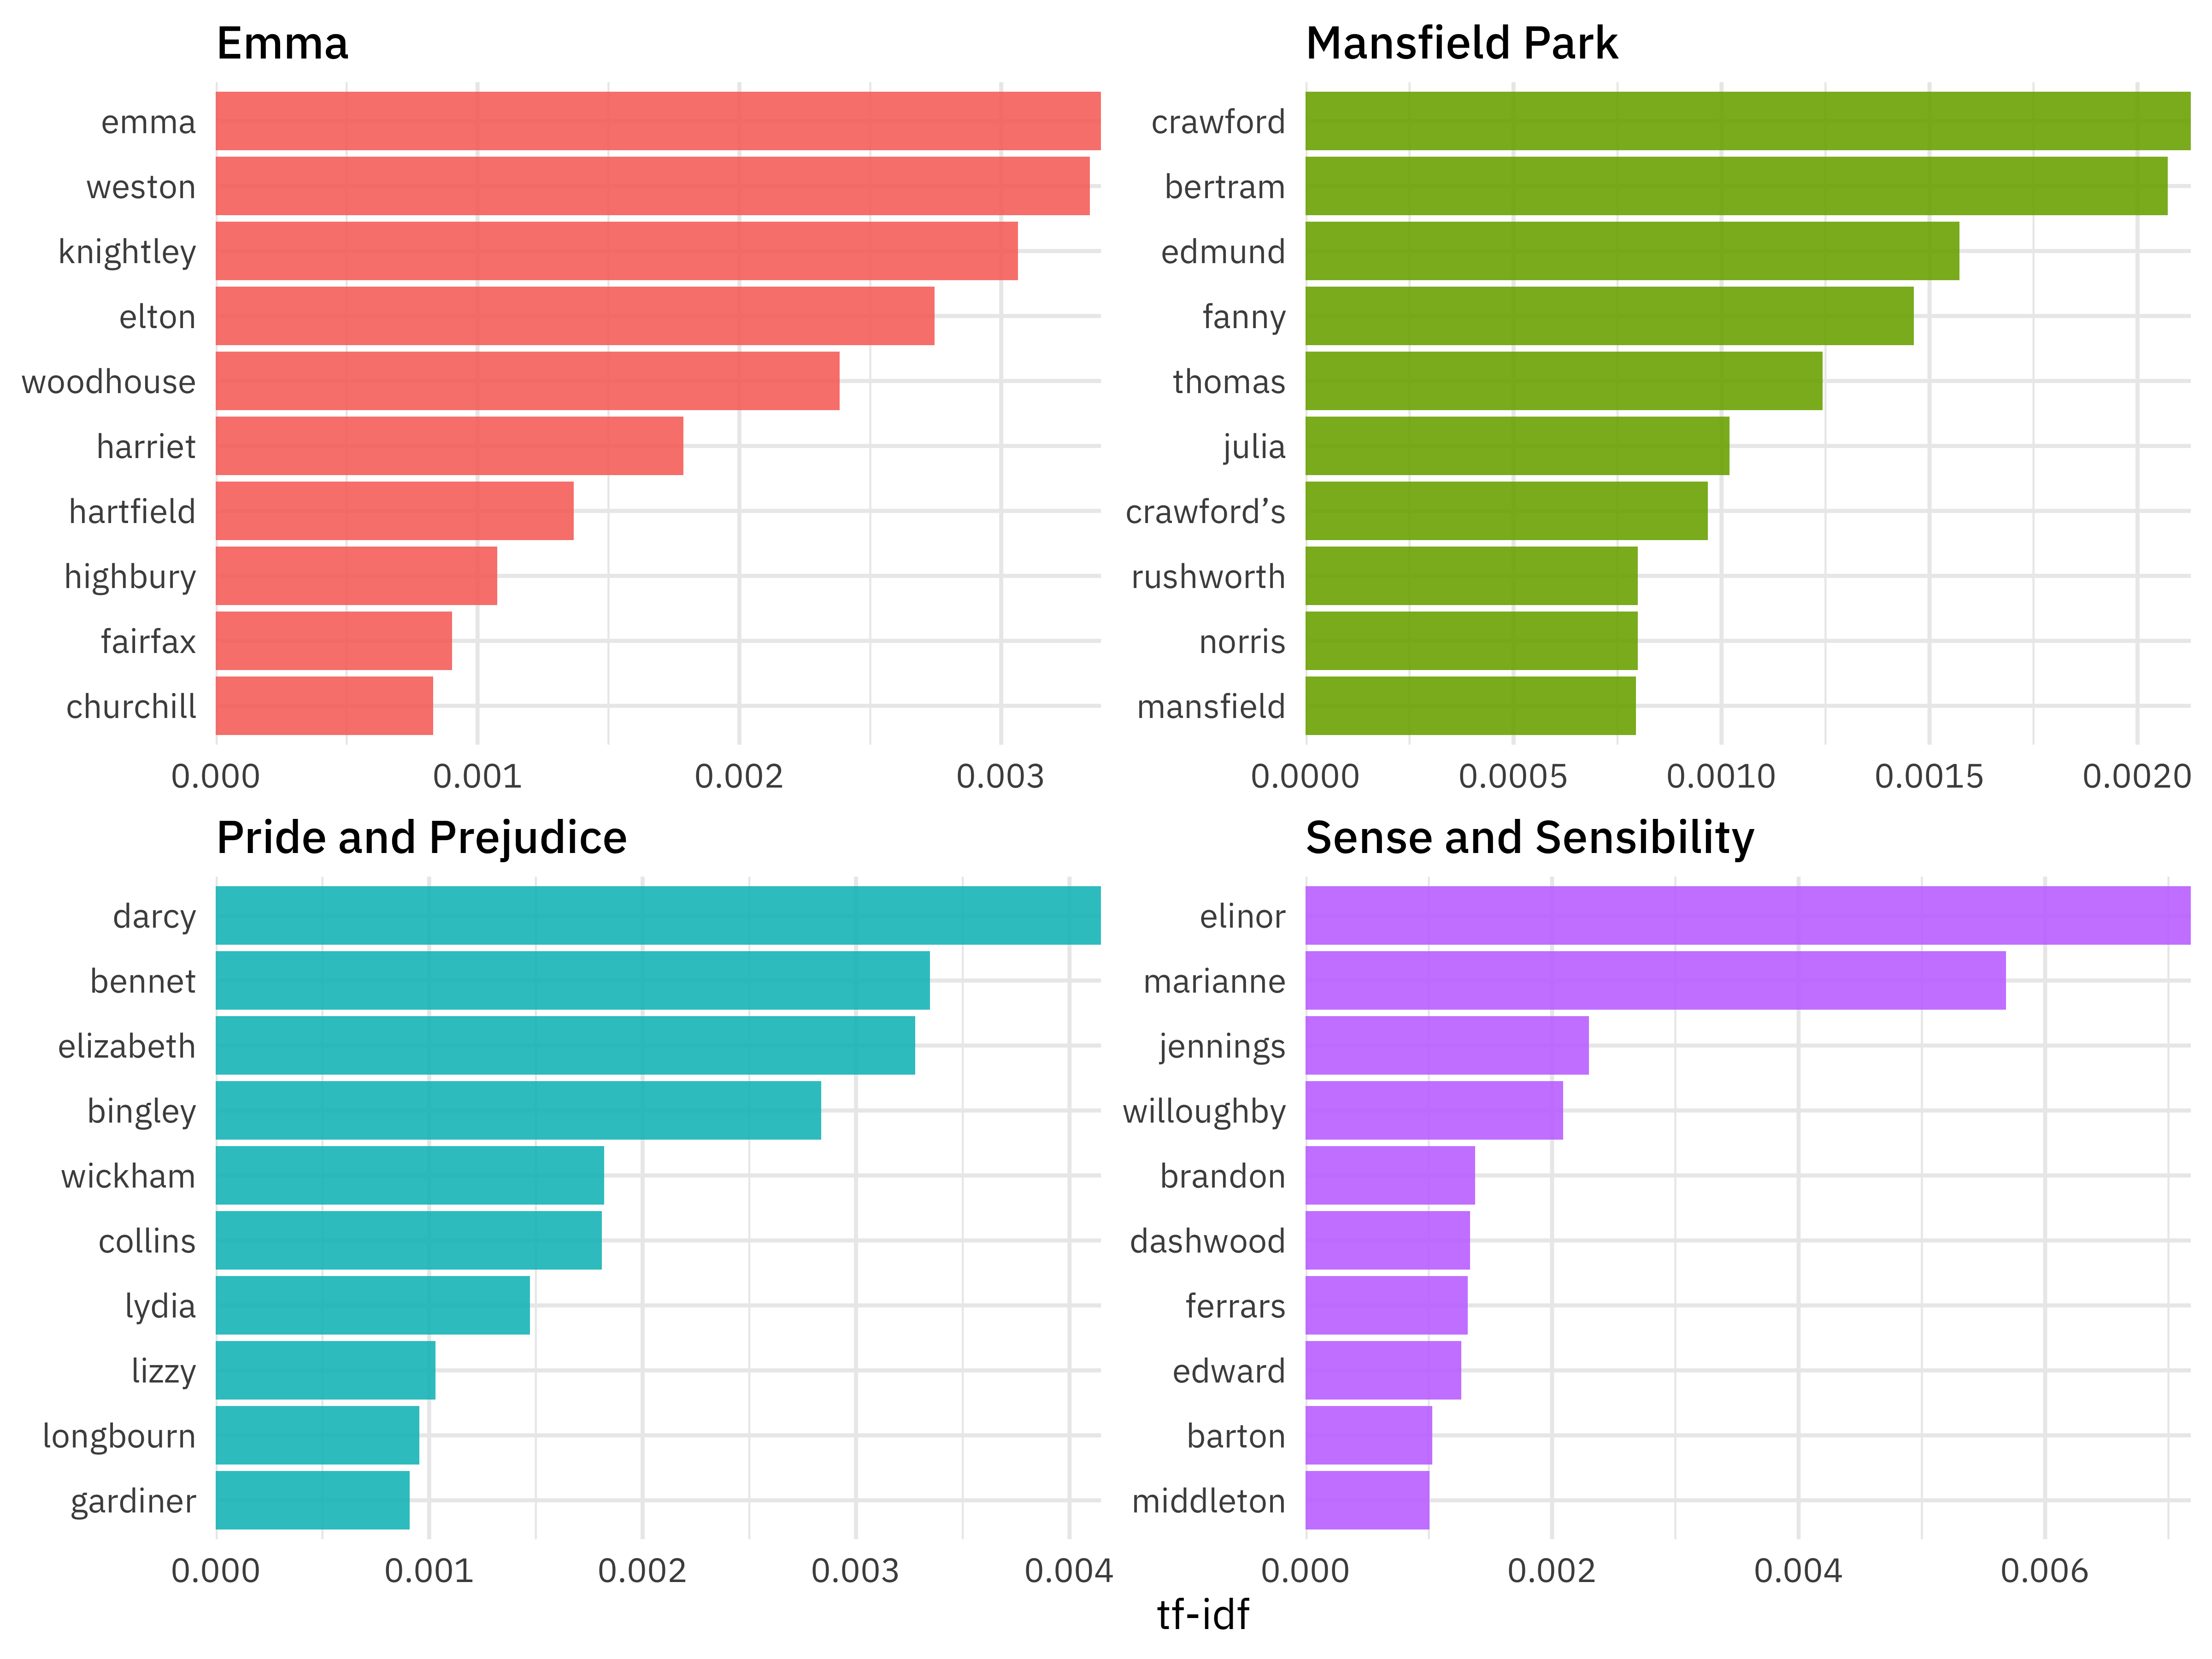 Emma
emma
weston
knightley
elton
woodhouse
harriet
hartfield
highbury
fairfax
churchill
0.000 0.001 0.002 0.003
Mansfield Park
crawford
bertram
edmund
fanny
thomas
julia
crawford’s
rushworth
norris
mansfield
0.0000 0.0005 0.0010 0.0015 0.0020
Pride and Prejudice
darcy
bennet
elizabeth
bingley
wickham
collins
lydia
lizzy
longbourn
gardiner
0.000 0.001 0.002 0.003 0.004
Sense and Sensibility
elinor
marianne
jennings
willoughby
brandon
dashwood
ferrars
edward
barton
middleton
0.000 0.002 0.004 0.006
tf-idf